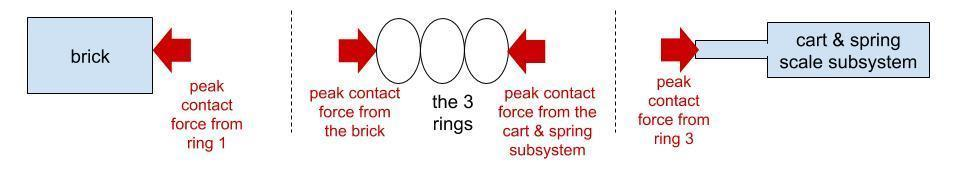 brick
peak
contact
force from
ring 1
peak contact
force from
the brick
the 3
rings
peak contact
force from the
cart & spring
subsystem
peak
contact
force from
ring 3
cart & spring
scale subsystem